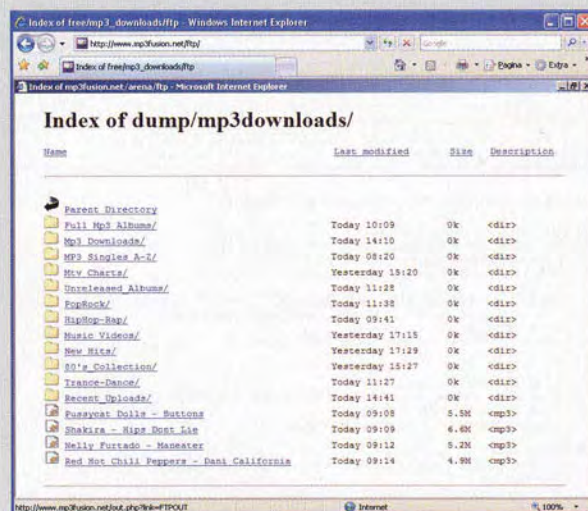 Index of free/mp3_downloads/ftp - Windows Internet Explorer
http://www.mp3fusion.net/ftp/
Google
Index of free/mp3_downloads/ftp
Pagina
Extra
Index of mp3fusion.net/arena/ftp - Microsoft Internet Explorer
Index of dump/mp3downloads/
Name Last modified Size Description
Parent Directory
Full Mp3 Albums/ Today 10:09 0k <dir>
Mp3 Downloads/ Today 14:10 0k <dir>
MP3 Singles A-Z/ Today 08:20 0k <dir>
Mtv Charts/ Yesterday 15:20 0k <dir>
Unreleased_Albums/ Today 11:28 0k <dir>
PopRock/ Today 11:38 0k <dir>
HipHop-Rap/ Today 09:41 0k <dir>
Music Videos/ Yesterday 17:15 0k <dir>
New Hits/ Yesterday 17:29 0k <dir>
80's_Collection/ Yesterday 15:27 0k <dir>
Trance-Dance/ Today 11:27 0k <dir>
Recent_Uploads/ Today 14:41 0k <dir>
Pussycat Dolls - Buttons Today 09:08 5.5M <mp3>
Shakira - Hips Dont Lie Today 09:09 6.6M <mp3>
Nelly Furtado - Maneater Today 09:12 5.2M <mp3>
Red Hot Chili Peppers - Dani California Today 09:14 4.9M <mp3>
http://www.mp3fusion.net/out.php?link=FTPOUT Internet 100%